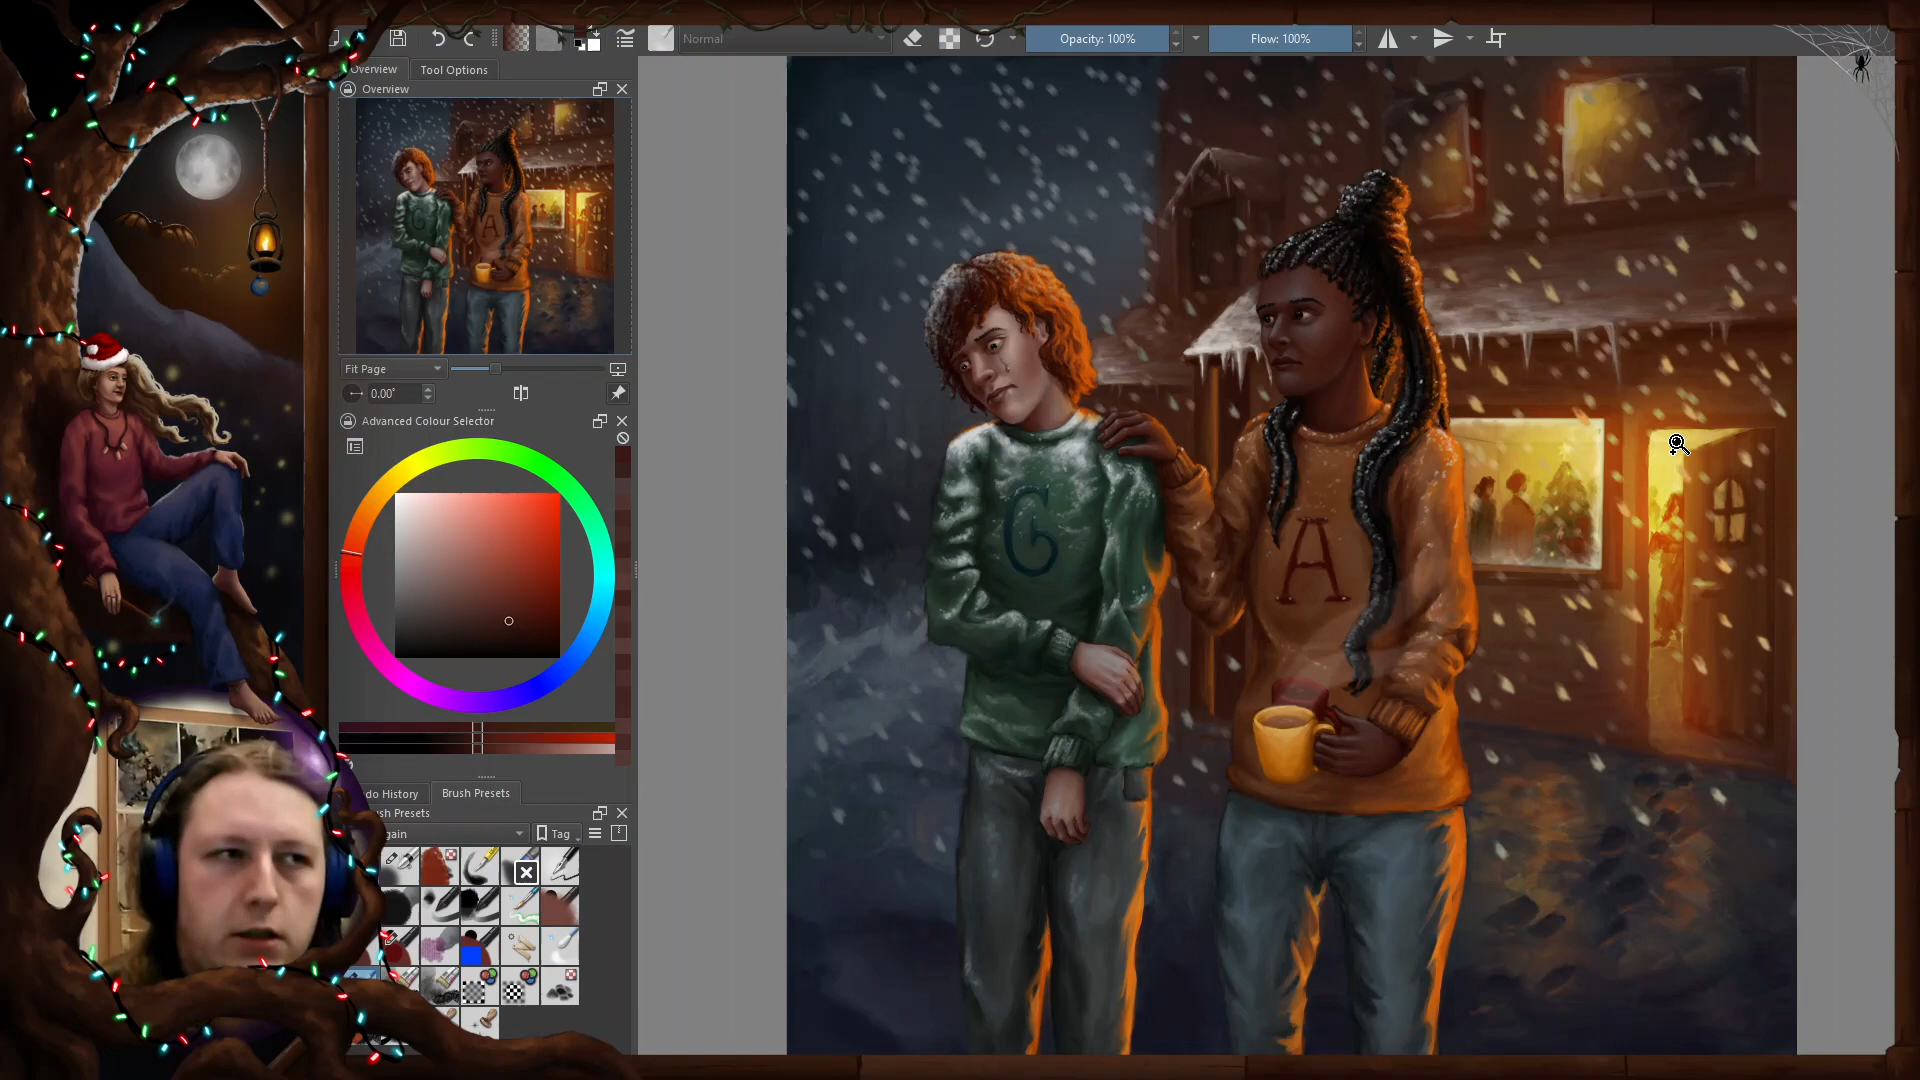 Normal
Opacity: 100%
Flow: 100%
Overview
Tool Options
Overview
Fit Page
0.00°
Advanced Colour Selector
do History
Brush Presets
sh Presets
gain
Tag
G
A